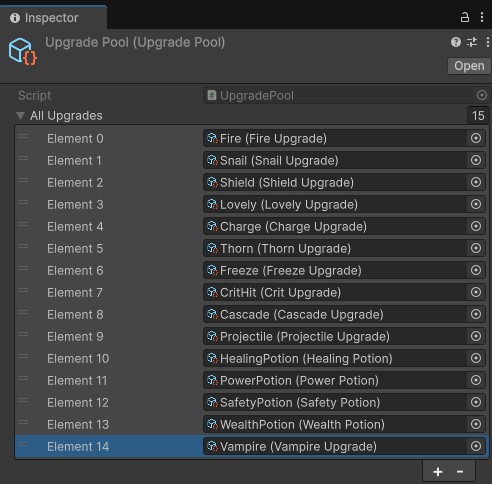 Inspector
Upgrade Pool (Upgrade Pool)
Open
Script UpgradePool
All Upgrades 15
Element 0 Fire (Fire Upgrade)
Element 1 Snail (Snail Upgrade)
Element 2 Shield (Shield Upgrade)
Element 3 Lovely (Lovely Upgrade)
Element 4 Charge (Charge Upgrade)
Element 5 Thorn (Thorn Upgrade)
Element 6 Freeze (Freeze Upgrade)
Element 7 CritHit (Crit Upgrade)
Element 8 Cascade (Cascade Upgrade)
Element 9 Projectile (Projectile Upgrade)
Element 10 HealingPotion (Healing Potion)
Element 11 PowerPotion (Power Potion)
Element 12 SafetyPotion (Safety Potion)
Element 13 WealthPotion (Wealth Potion)
Element 14 Vampire (Vampire Upgrade)
+ -